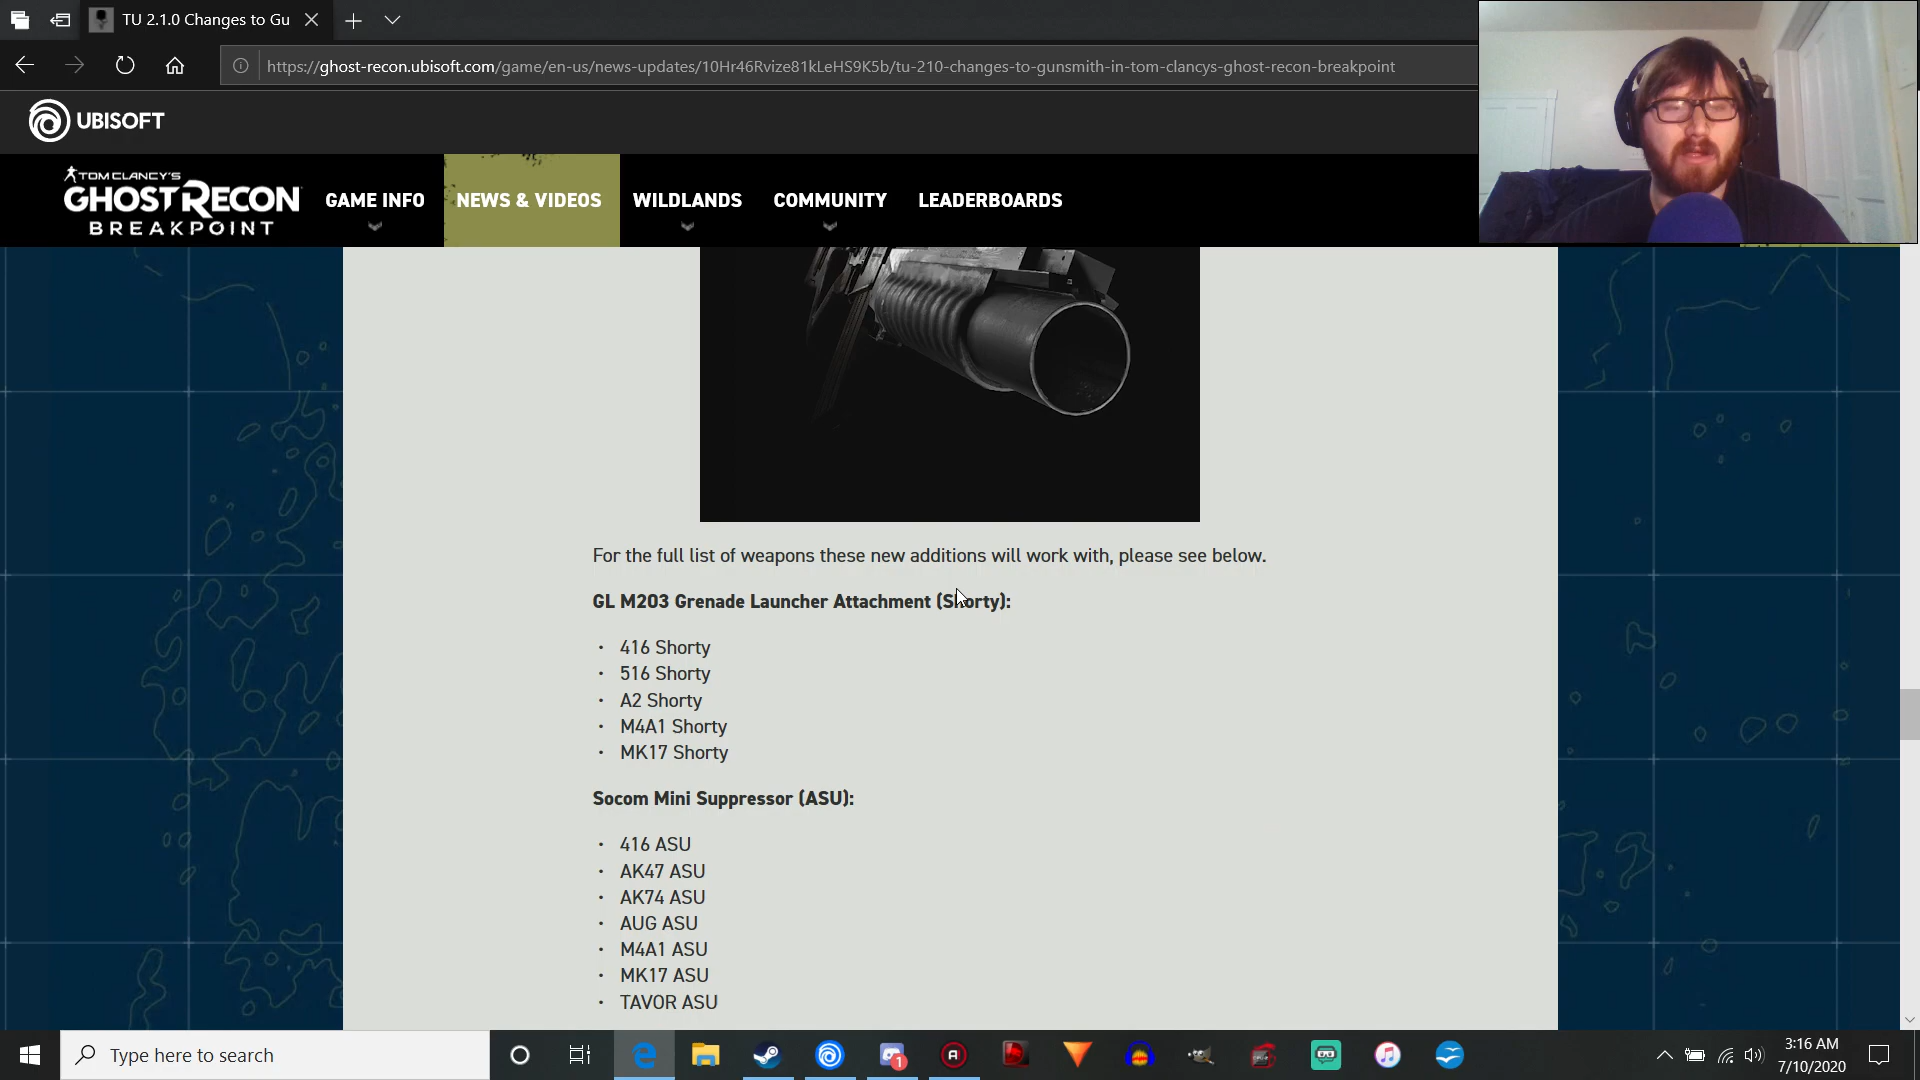 TU 2.1.0 Changes to Gu
https://ghost-recon.ubisoft.com/game/en-us/news-updates/10Hr46Rvize81kLeHS9K5b/tu-210-changes-to-gunsmith-in-tom-clancys-ghost-recon-breakpoint
UBISOFT
TOM CLANCY'S
GHOST RECON
BREAKPOINT
GAME INFO
NEWS & VIDEOS
WILDLANDS
COMMUNITY
LEADERBOARDS
For the full list of weapons these new additions will work with, please see below.
GL M203 Grenade Launcher Attachment (Shorty):
• 416 Shorty
• 516 Shorty
• A2 Shorty
• M4A1 Shorty
• MK17 Shorty
Socom Mini Suppressor (ASU):
• 416 ASU
• AK47 ASU
• AK74 ASU
• AUG ASU
• M4A1 ASU
• MK17 ASU
• TAVOR ASU
Type here to search
1
3:16 AM
7/10/2020